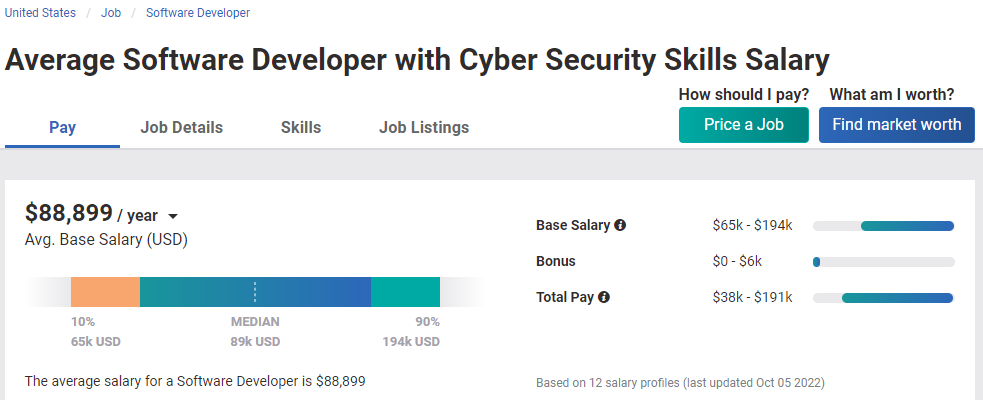 United States / Job / Software Developer
Average Software Developer with Cyber Security Skills Salary
How should I pay? What am I worth?
Pay Job Details Skills Job Listings Price a Job Find market worth
$88,899 / year
Avg. Base Salary (USD)
10% MEDIAN 90%
65k USD 89k USD 194k USD
The average salary for a Software Developer is $88,899
Base Salary $65k - $194k
Bonus $0 - $6k
Total Pay $38k - $191k
Based on 12 salary profiles (last updated Oct 05 2022)